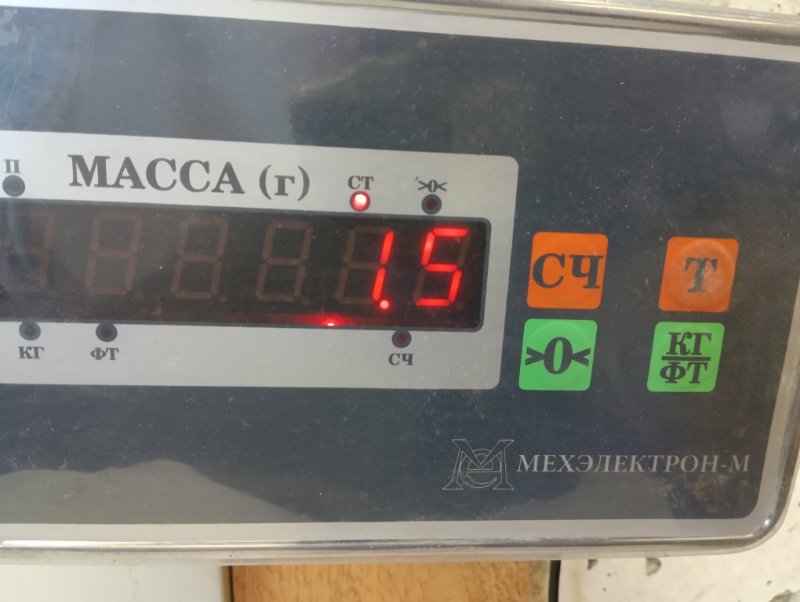 П
МАССА (г)
СТ
>0<
1.5
КГ
ФТ
СЧ
СЧ
Т
>0<
КГ
ФТ
МЕХЭЛЕКТРОН-М